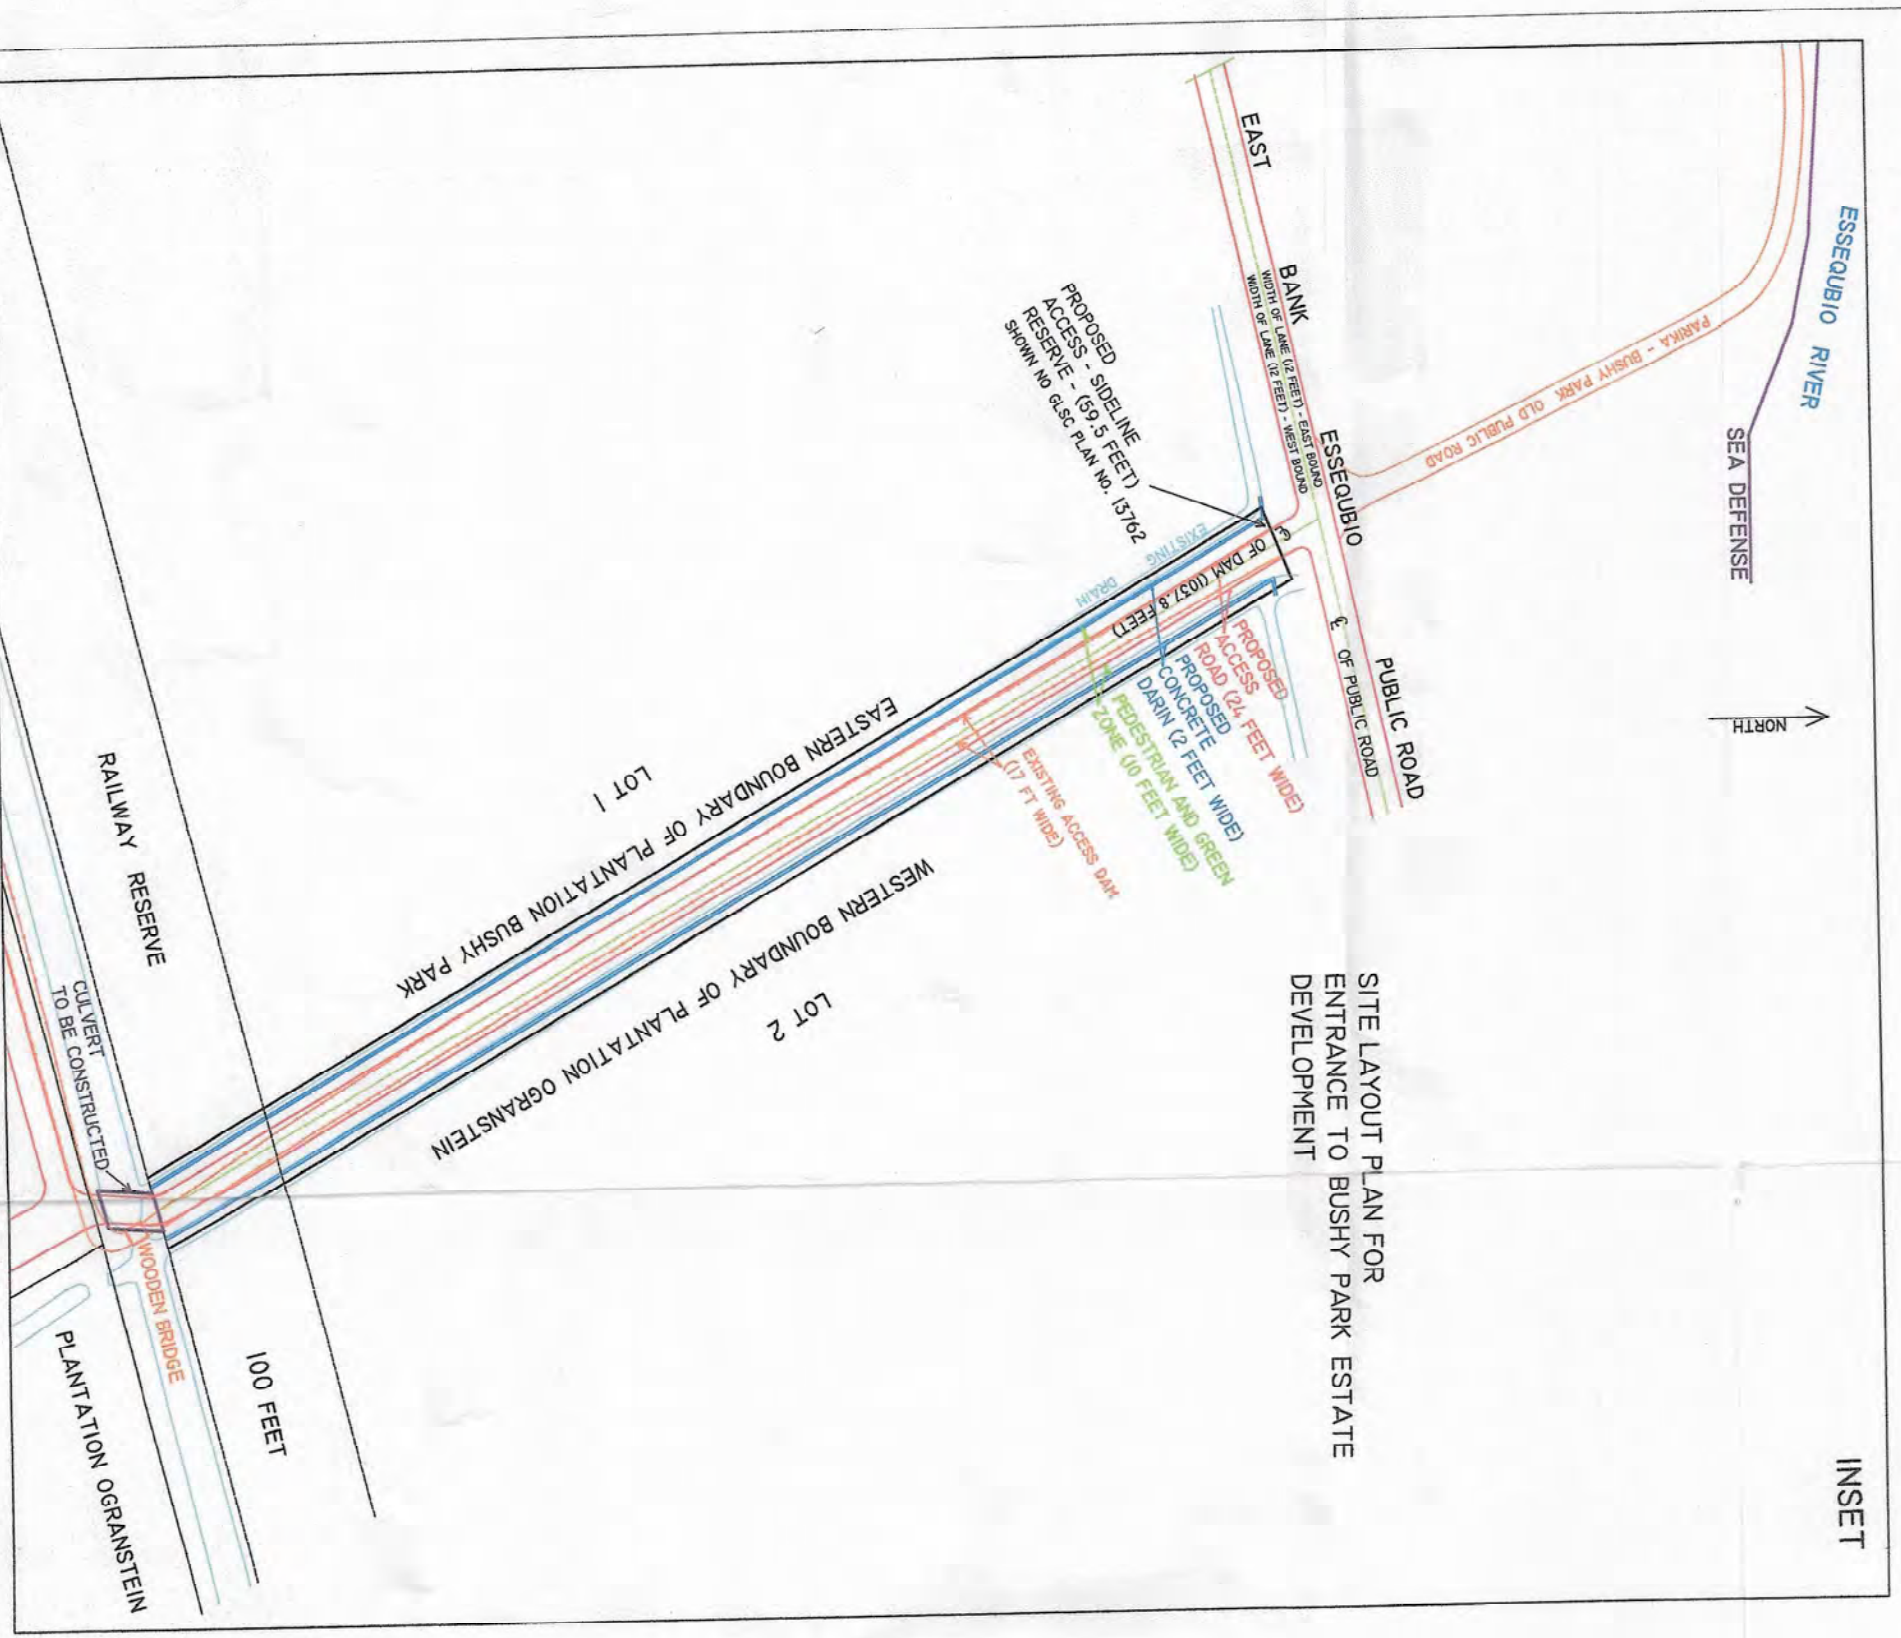 INSET
SITE LAYOUT PLAN FOR
ENTRANCE TO BUSHY PARK ESTATE
DEVELOPMENT
ESSEQUBIO RIVER
SEA DEFENSE
NORTH
PARIKA - BUSHY PARK OLD PUBLIC ROAD
EAST BANK ESSEQUBIO PUBLIC ROAD
WIDTH OF LANE (12 FEET) - EAST BOUND
WIDTH OF LANE (12 FEET) - WEST BOUND
℄ OF PUBLIC ROAD
PROPOSED
ACCESS - SIDELINE
RESERVE - (59.5 FEET)
SHOWN NO GLSC PLAN NO. 13762
EXISTING DRAIN
℄ OF DAM (1037.8 FEET)
PROPOSED
ACCESS
ROAD (24 FEET WIDE)
PROPOSED
CONCRETE
DARIN (2 FEET WIDE)
PEDESTRIAN AND GREEN
ZONE (10 FEET WIDE)
EXISTING ACCESS DAM
(17 FT WIDE)
LOT 1
EASTERN BOUNDARY OF PLANTATION BUSHY PARK
WESTERN BOUNDARY OF PLANTATION OGRANSTEIN
LOT 2
RAILWAY RESERVE
100 FEET
CULVERT
TO BE CONSTRUCTED
WOODEN BRIDGE
PLANTATION OGRANSTEIN